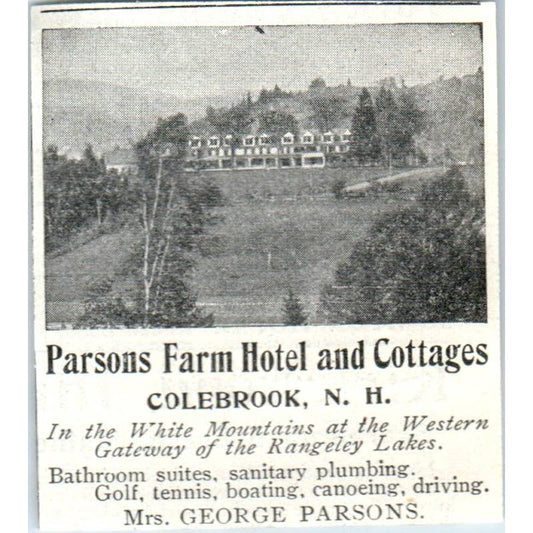 Parsons Farm Hotel and Cottages
COLEBROOK, N. H.
In the White Mountains at the Western
Gateway of the Rangeley Lakes.
Bathroom suites, sanitary plumbing.
Golf, tennis, boating, canoeing, driving.
Mrs. GEORGE PARSONS.